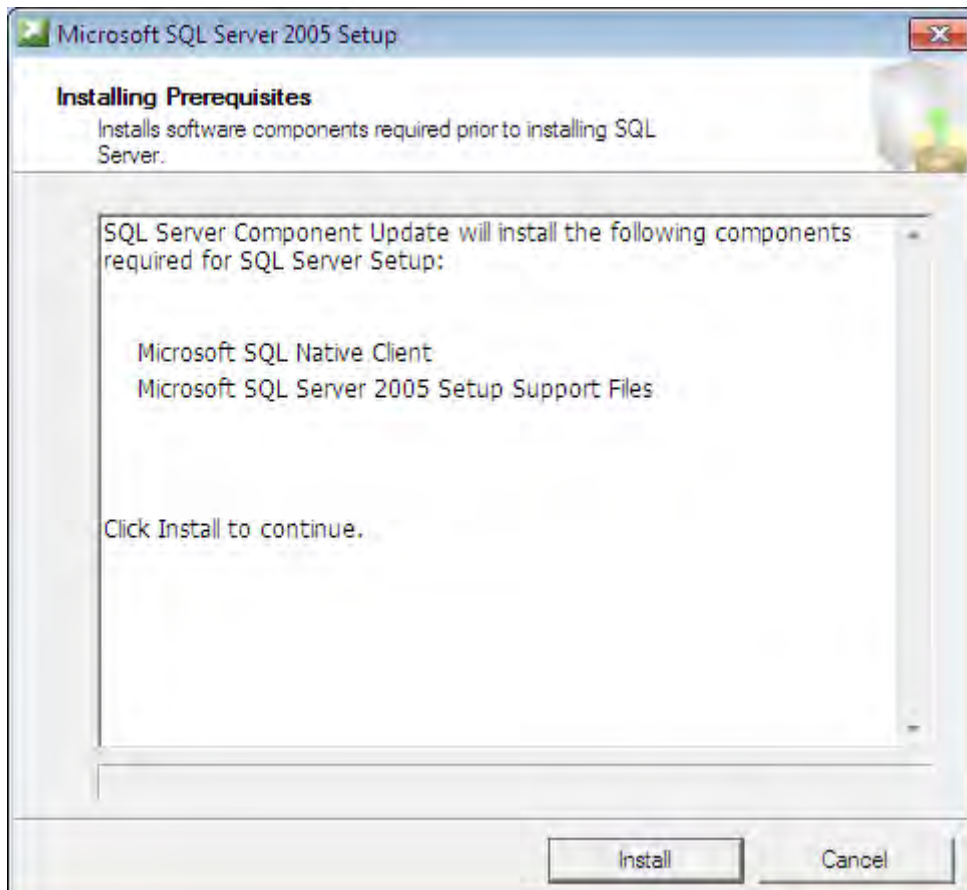 Microsoft SQL Server 2005 Setup
Installing Prerequisites
Installs software components required prior to installing SQL
Server.
SQL Server Component Update will install the following components
required for SQL Server Setup:
Microsoft SQL Native Client
Microsoft SQL Server 2005 Setup Support Files
Click Install to continue.
Install
Cancel